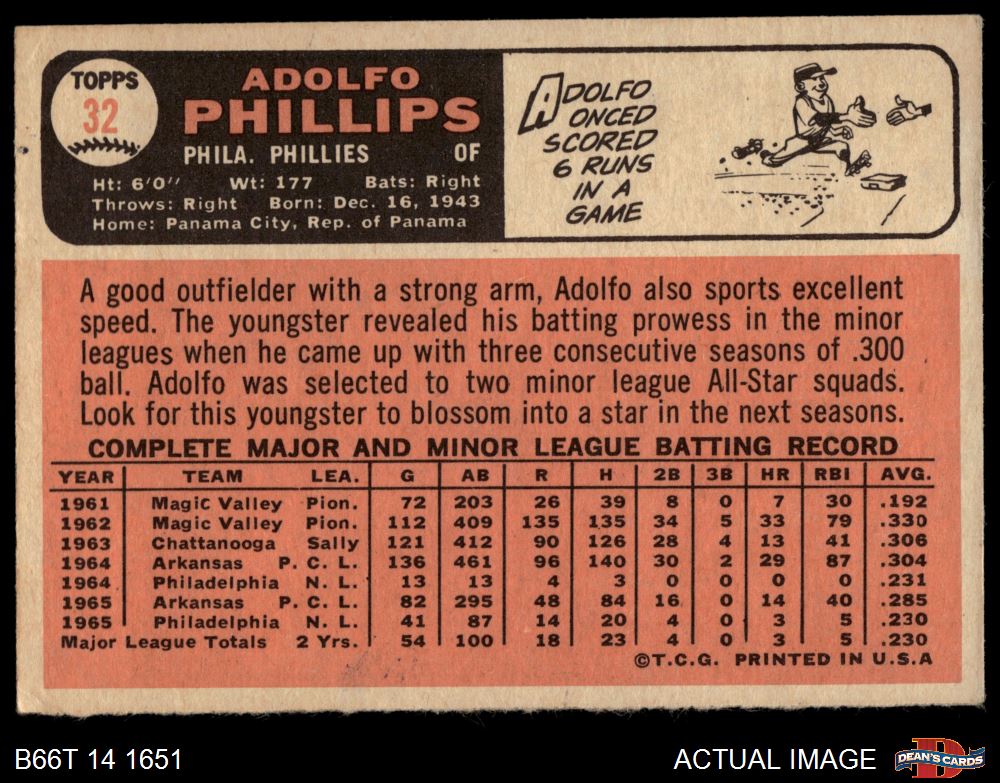 TOPPS
32
ADOLFO
PHILLIPS
PHILA. PHILLIES OF
Ht: 6'0" Wt: 177 Bats: Right
Throws: Right Born: Dec. 16, 1943
Home: Panama City, Rep. of Panama
ADOLFO
ONCED
SCORED
6 RUNS
IN A
GAME
A good outfielder with a strong arm, Adolfo also sports excellent
speed. The youngster revealed his batting prowess in the minor
leagues when he came up with three consecutive seasons of .300
ball. Adolfo was selected to two minor league All-Star squads.
Look for this youngster to blossom into a star in the next seasons.
COMPLETE MAJOR AND MINOR LEAGUE BATTING RECORD
YEAR TEAM LEA. G AB R H 2B 3B HR RBI AVG.
1961 Magic Valley Pion. 72 203 26 39 8 0 7 30 .192
1962 Magic Valley Pion. 112 409 135 135 34 5 33 79 .330
1963 Chattanooga Sally 121 412 90 126 28 4 13 41 .306
1964 Arkansas P. C. L. 136 461 96 140 30 2 29 87 .304
1964 Philadelphia N. L. 13 13 4 3 0 0 0 0 .231
1965 Arkansas P. C. L. 82 295 48 84 16 0 14 40 .285
1965 Philadelphia N. L. 41 87 14 20 4 0 3 5 .230
Major League Totals 2 Yrs. 54 100 18 23 4 0 3 5 .230
©T.C.G. PRINTED IN U.S.A
B66T 14 1651
ACTUAL IMAGE
DEAN'S CARDS